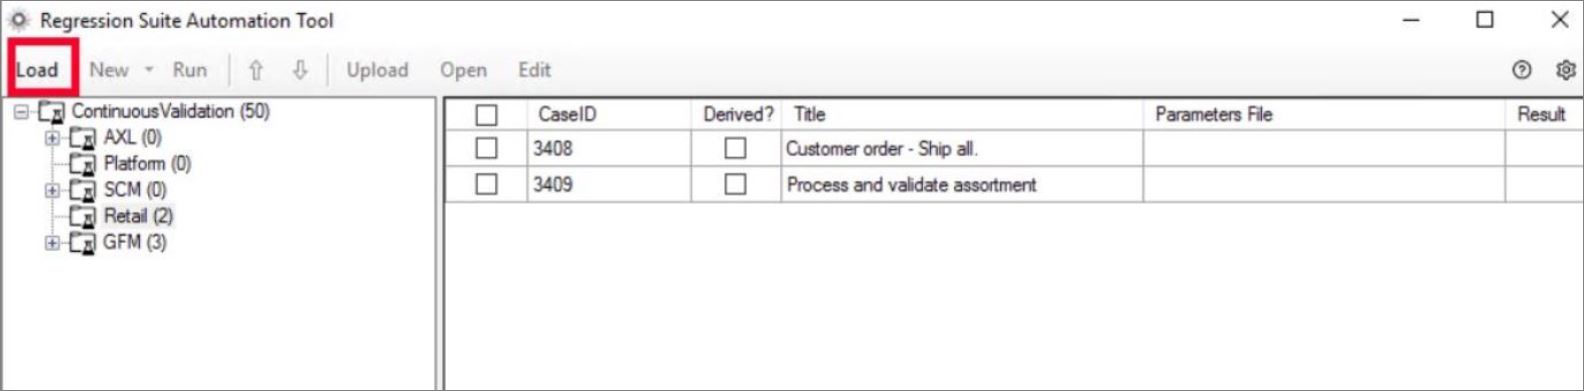 Regression Suite Automation Tool
Load New Run Upload Open Edit
ContinuousValidation (50)
AXL (0)
Platform (0)
SCM (0)
Retail (2)
GFM (3)
CaseID Derived? Title Parameters File Result
3408 Customer order - Ship all.
3409 Process and validate assortment